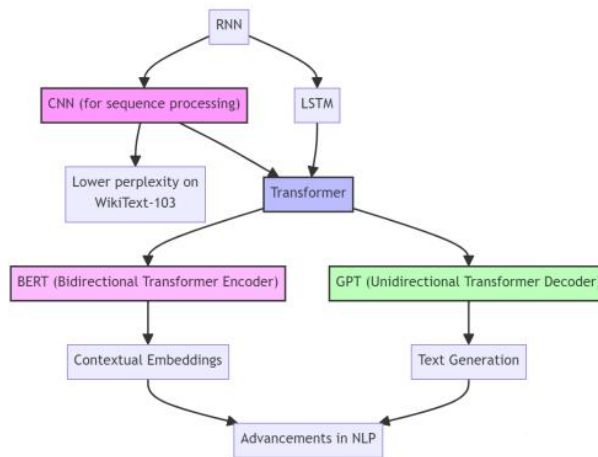 RNN
CNN (for sequence processing)
LSTM
Lower perplexity on
WikiText-103
Transformer
BERT (Bidirectional Transformer Encoder)
GPT (Unidirectional Transformer Decoder)
Contextual Embeddings
Text Generation
Advancements in NLP